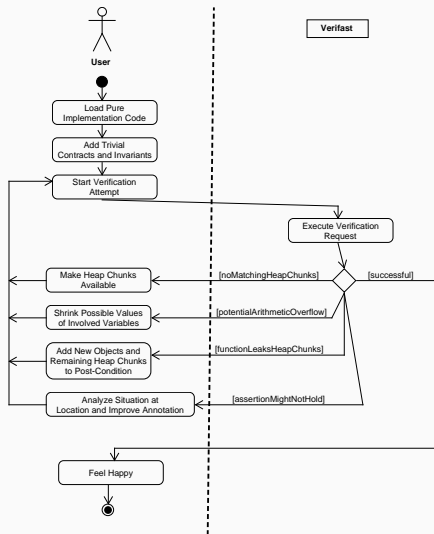 Verifast
User
Load Pure
Implementation Code
Add Trivial
Contracts and Invariants
Start Verification
Attempt
Execute Verification
Request
Make Heap Chunks
Available
[noMatchingHeapChunks]
[successful]
Shrink Possible Values
of Involved Variables
[potentialArithmeticOverflow]
Add New Objects and
Remaining Heap Chunks
to Post-Condition
[functionLeaksHeapChunks]
Analyze Situation at
Location and Improve Annotation
[assertionMightNotHold]
Feel Happy